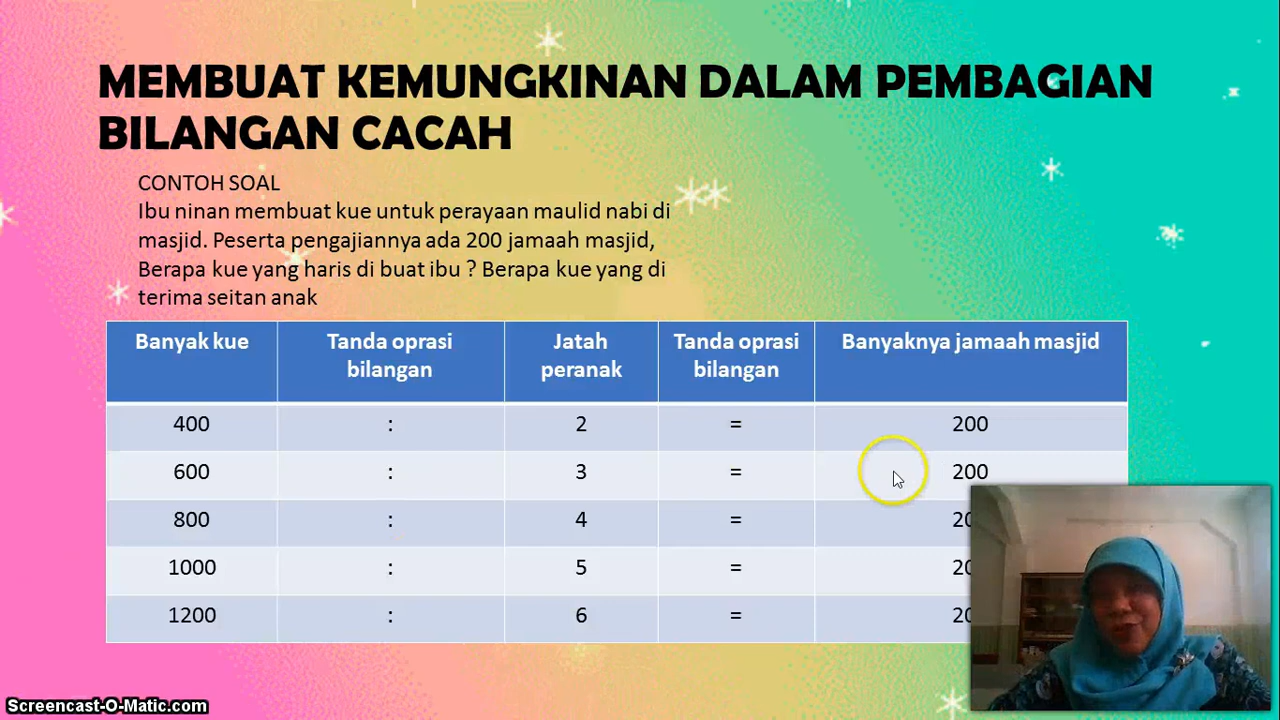 MEMBUAT KEMUNGKINAN DALAM PEMBAGIAN
BILANGAN CACAH
CONTOH SOAL
Ibu ninan membuat kue untuk perayaan maulid nabi di
masjid. Peserta pengajiannya ada 200 jamaah masjid,
Berapa kue yang haris di buat ibu ? Berapa kue yang di
terima seitan anak
Banyak kue Tanda oprasi bilangan Jatah peranak Tanda oprasi bilangan Banyaknya jamaah masjid
400 : 2 = 200
600 : 3 = 200
800 : 4 =
1000 : 5 =
1200 : 6 =
Screencast-O-Matic.com